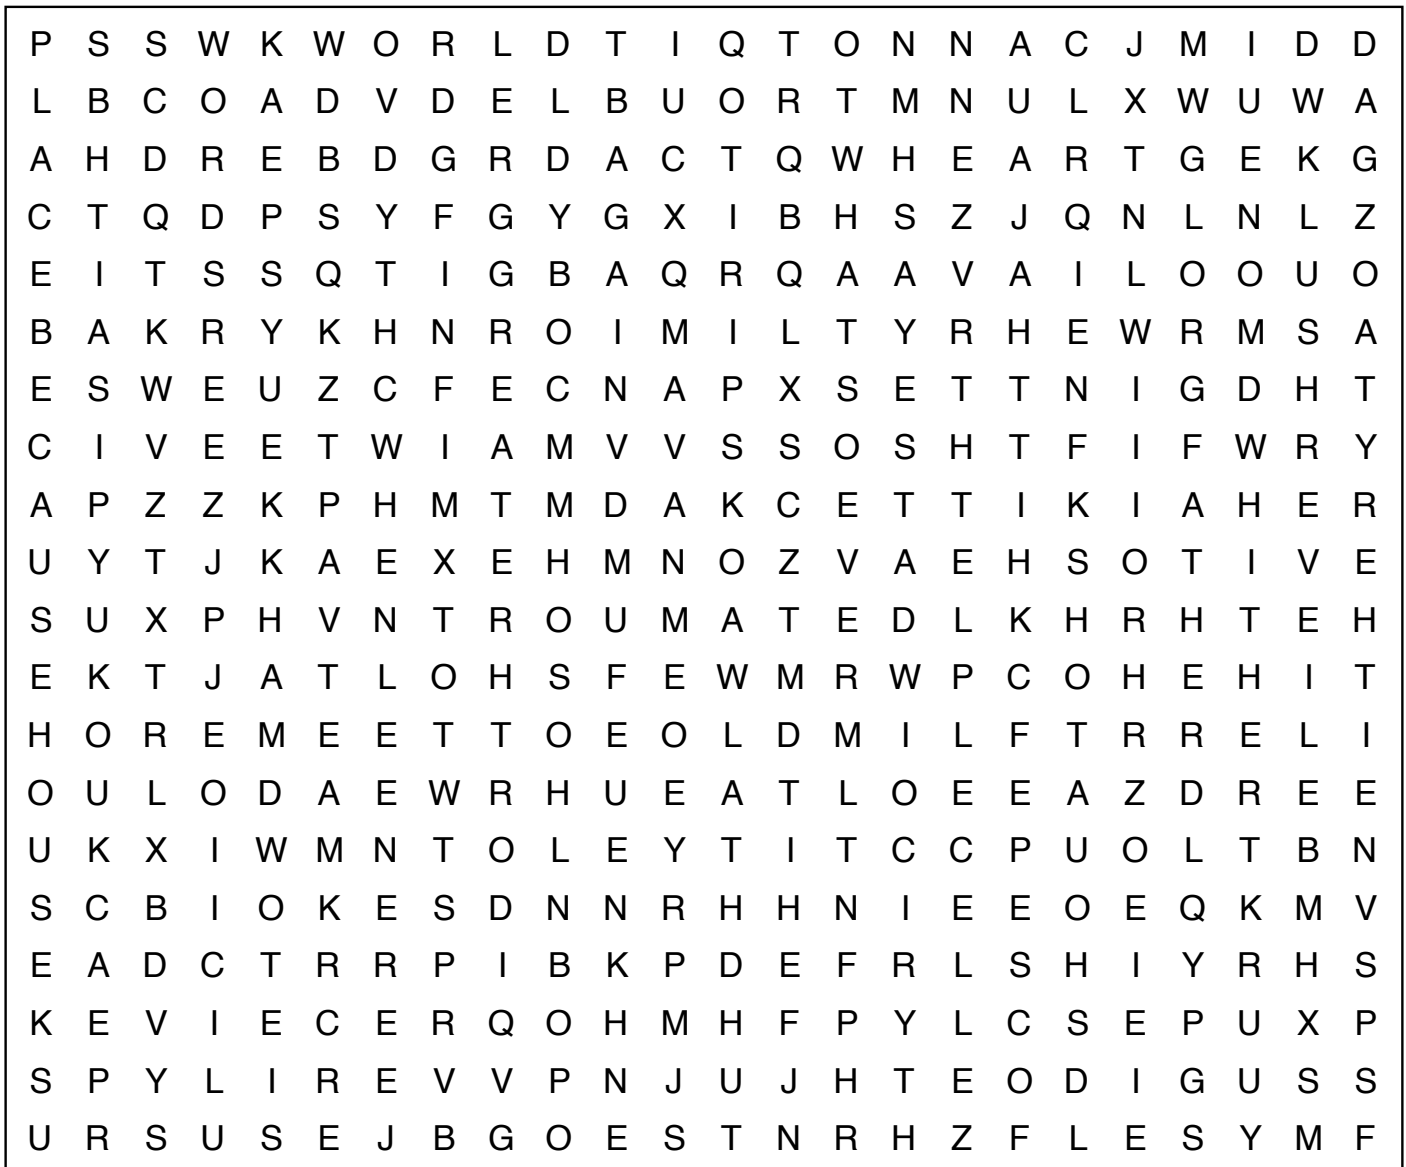 P S S W K W O R L D T I Q T O N N A C J M I D D
L B C O A D V D E L B U O R T M N U L X W U W A
A H D R E B D G R D A C T Q W H E A R T G E K G
C T Q D P S Y F G Y G X I B H S Z J Q N L N L Z
E I T S S Q T I G B A Q R Q A A V A I L O O U O
B A K R Y K H N R O I M I L T Y R H E W R M S A
E S W E U Z C F E C N A P X S E T T N I G D H T
C I V E E T W I A M V V S S O S H T F I F W R Y
A P Z Z K P H M T M D A K C E T T I K I A H E R
U Y T J K A E X E H M N O Z V A E H S O T I V E
S U X P H V N T R O U M A T E D L K H R H T E H
E K T J A T L O H S F E W M R W P C O H E H I T
H O R E M E E T T O E O L D M I L F T R R E L I
O U L O D A E W R H U E A T L O E E A Z D R E E
U K X I W M N T O L E Y T I T C C P U O L T B N
S C B I O K E S D N N R H H N I E E O E Q K M V
E A D C T R R P I B K P D E F R L S H I Y R H S
K E V I E C E R Q O H M H F P Y L C S E P U X P
S P Y L I R E V V P N J U J H T E O D I G U S S
U R S U S E J B G O E S T N R H Z F L E S Y M F